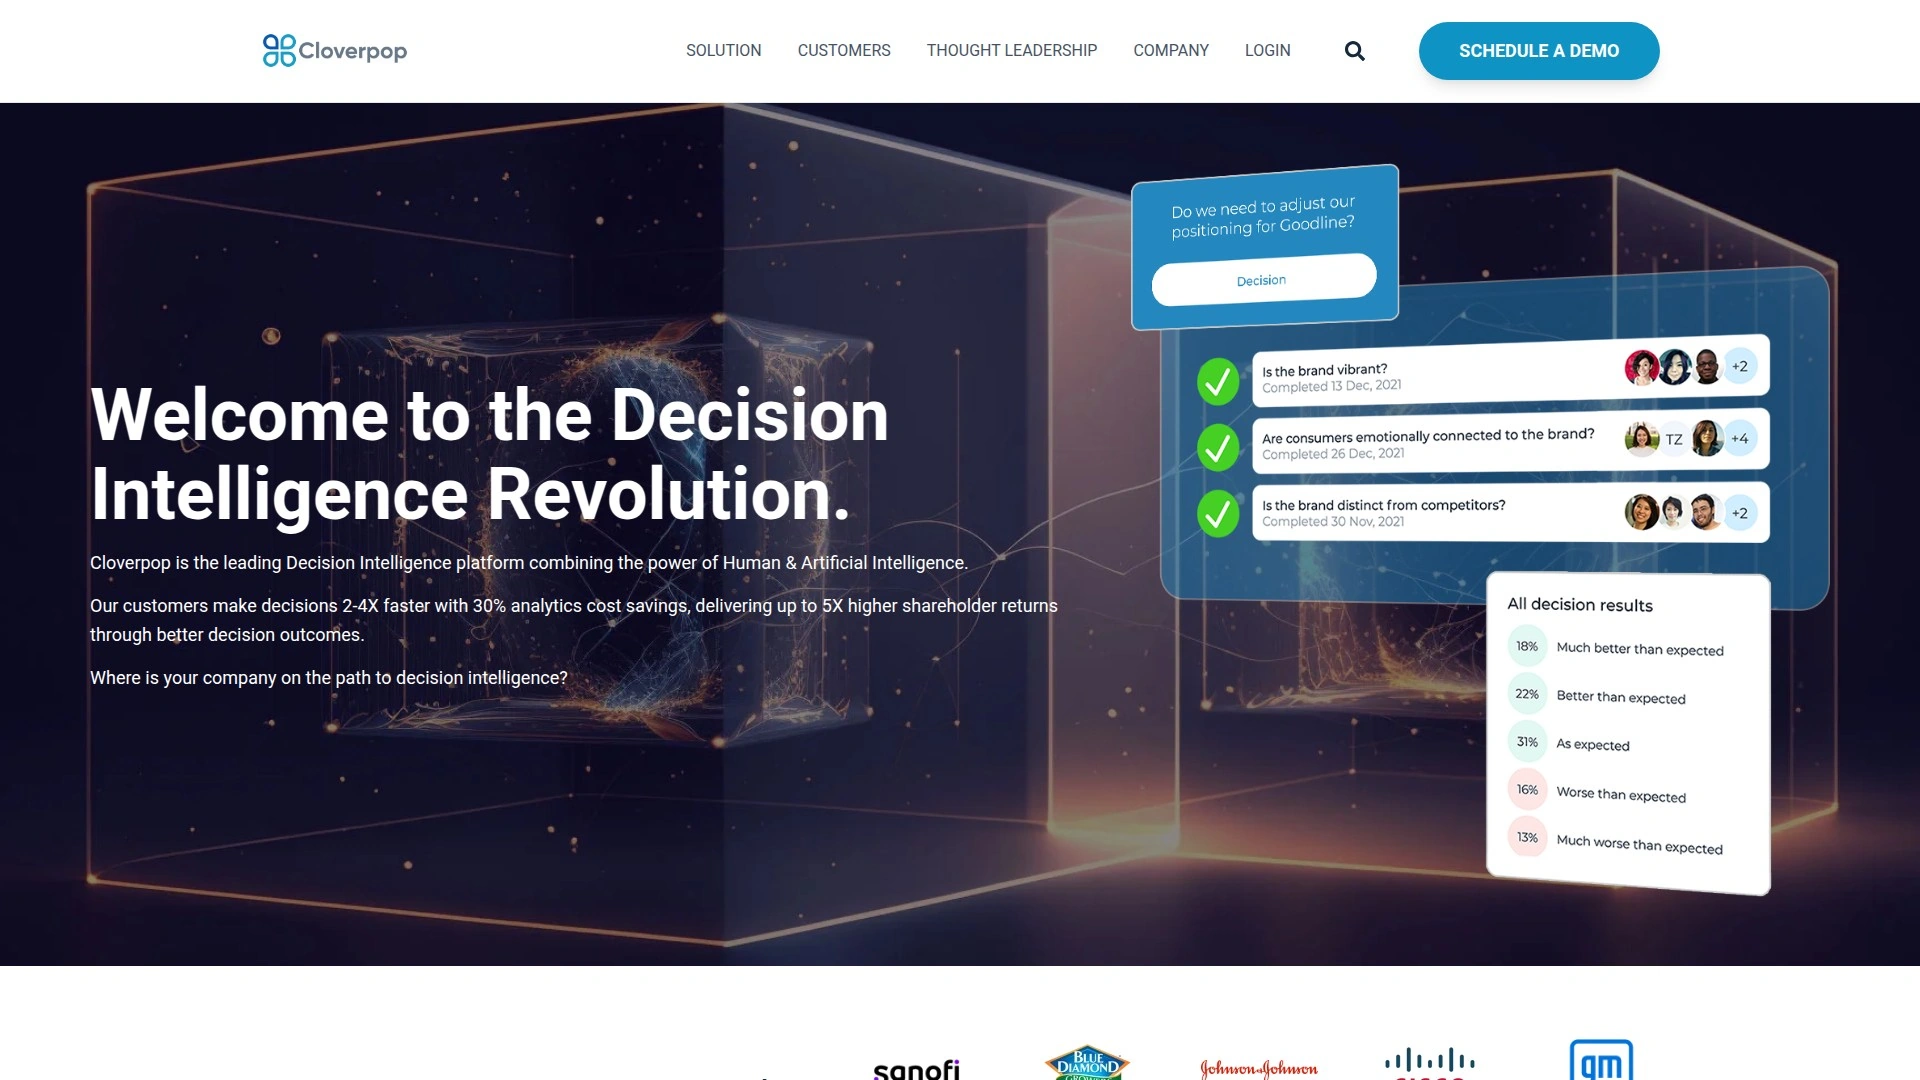 Cloverpop
SOLUTION
CUSTOMERS
THOUGHT LEADERSHIP
COMPANY
LOGIN
SCHEDULE A DEMO
Welcome to the Decision
Intelligence Revolution.
Cloverpop is the leading Decision Intelligence platform combining the power of Human & Artificial Intelligence.
Our customers make decisions 2-4X faster with 30% analytics cost savings, delivering up to 5X higher shareholder returns
through better decision outcomes.
Where is your company on the path to decision intelligence?
Do we need to adjust our
positioning for Goodline?
Decision
Is the brand vibrant?
Completed 13 Dec, 2021
+2
Are consumers emotionally connected to the brand?
Completed 26 Dec, 2021
TZ
+4
Is the brand distinct from competitors?
Completed 30 Nov, 2021
+2
All decision results
18% Much better than expected
22% Better than expected
31% As expected
16% Worse than expected
13% Much worse than expected
sanofi
BLUE
DIAMOND
GROWERS
Johnson & Johnson
CISCO
gm